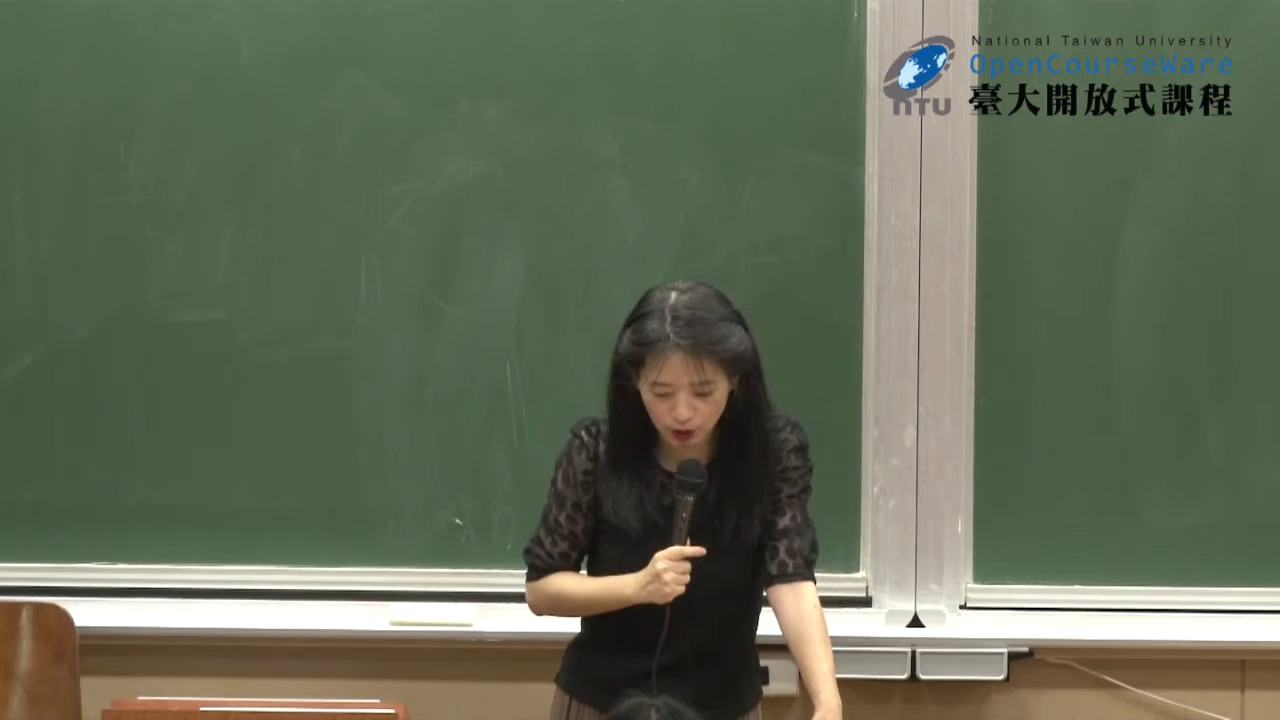 National Taiwan University
OpenCourseWare
NTU
臺大開放式課程